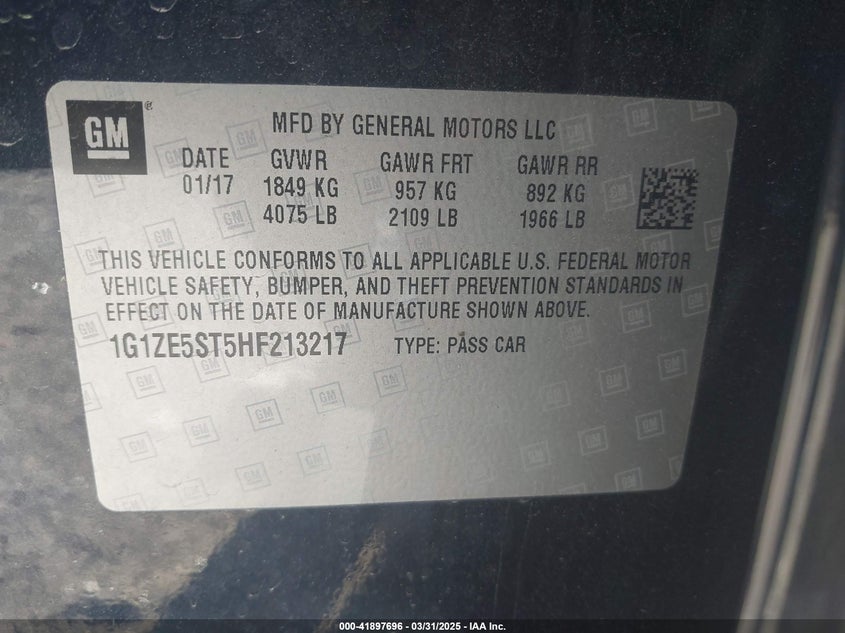 GM ®
MFD BY GENERAL MOTORS LLC
DATE GVWR GAWR FRT GAWR RR
01/17 1849 KG 957 KG 892 KG
4075 LB 2109 LB 1966 LB
THIS VEHICLE CONFORMS TO ALL APPLICABLE U.S. FEDERAL MOTOR
VEHICLE SAFETY, BUMPER, AND THEFT PREVENTION STANDARDS IN
EFFECT ON THE DATE OF MANUFACTURE SHOWN ABOVE.
1G1ZE5ST5HF213217 TYPE: PASS CAR
000-41897696 - 03/31/2025 - IAA Inc.